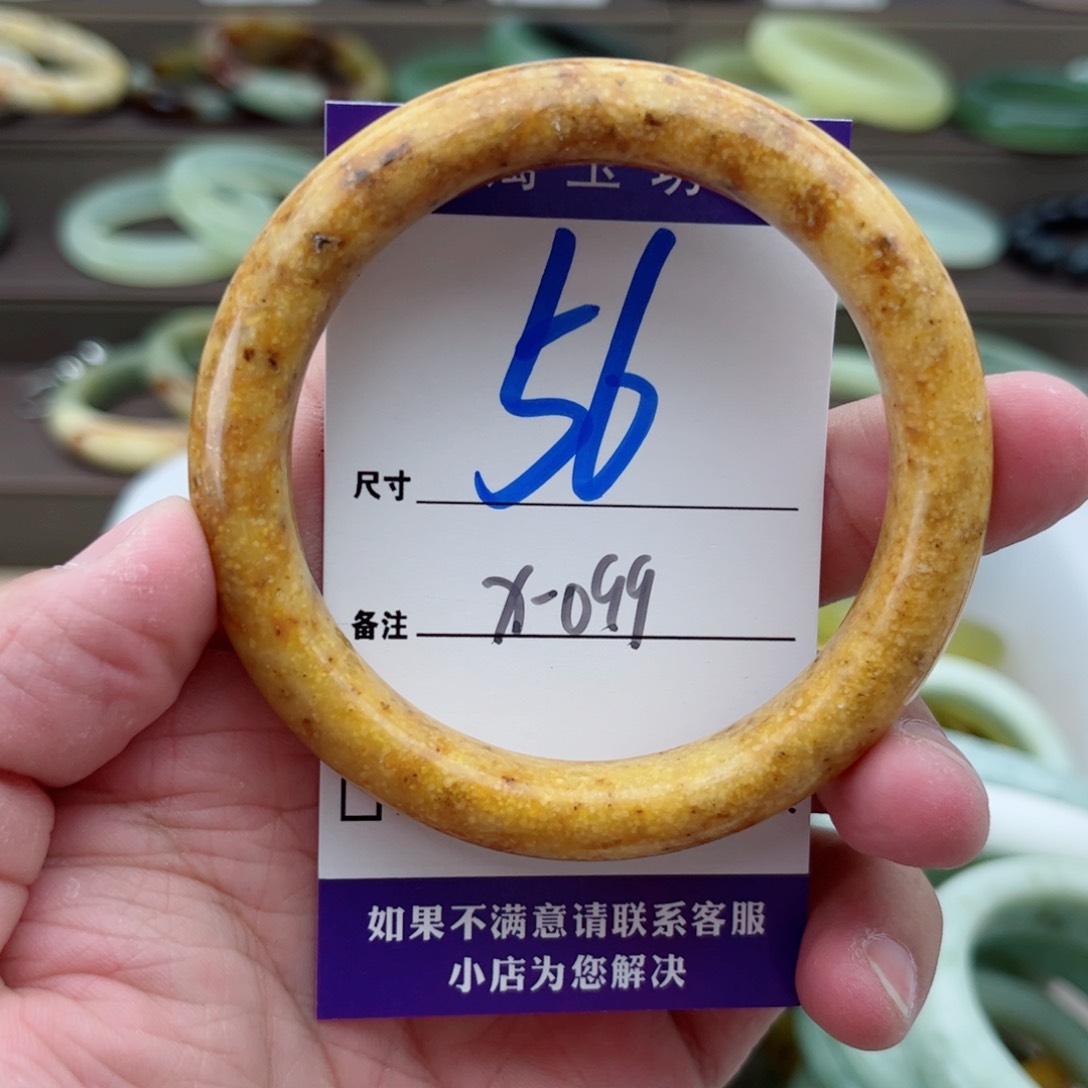 尺寸 56
备注 X-099
如果不满意请联系客服
小店为您解决